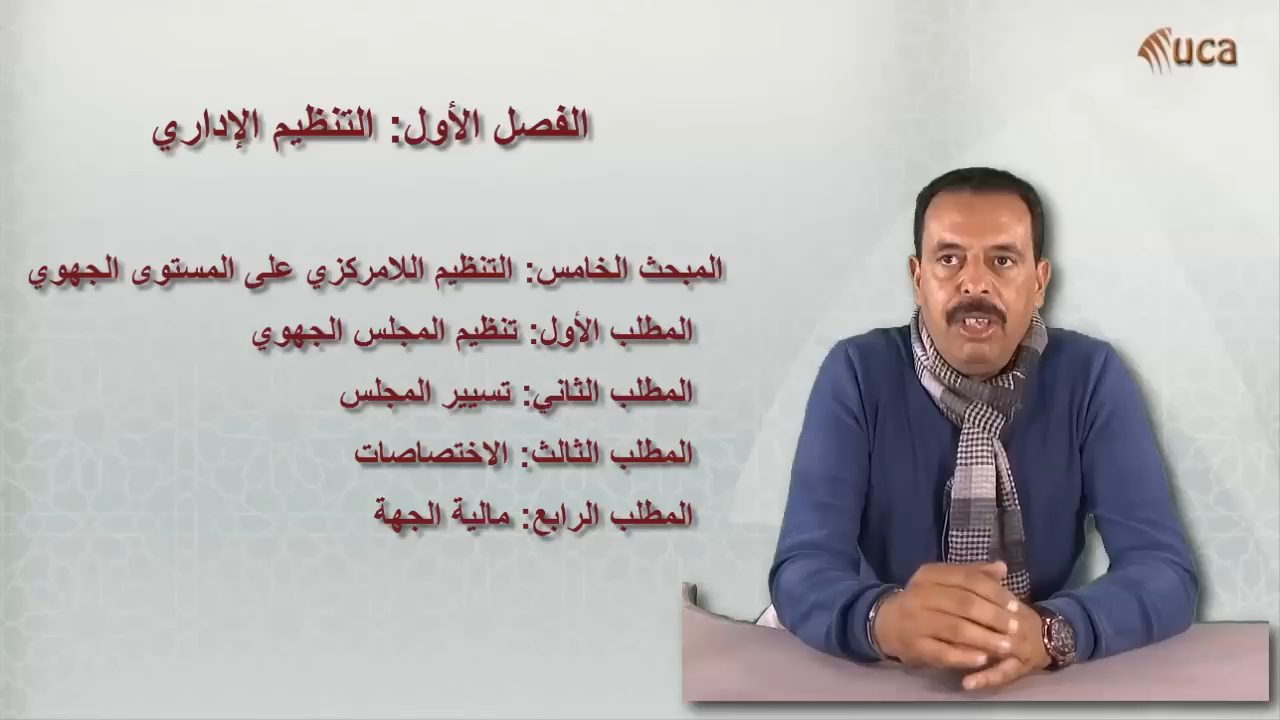 uca
الفصل الأول: التنظيم الإداري
المبحث الخامس: التنظيم اللامركزي على المستوى الجهوي
المطلب الأول: تنظيم المجلس الجهوي
المطلب الثاني: تسيير المجلس
المطلب الثالث: الاختصاصات
المطلب الرابع: مالية الجهة